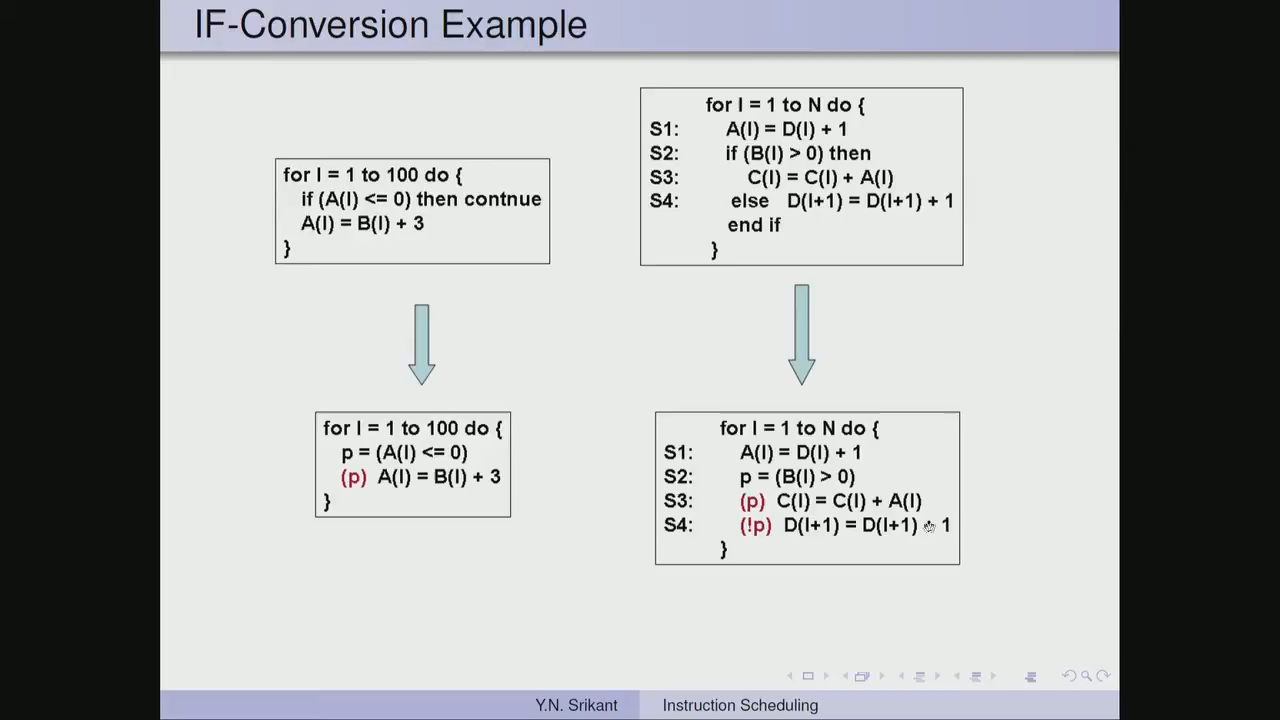 IF-Conversion Example
for I = 1 to 100 do {
if (A(I) <= 0) then contnue
A(I) = B(I) + 3
}
for I = 1 to N do {
S1: A(I) = D(I) + 1
S2: if (B(I) > 0) then
S3: C(I) = C(I) + A(I)
S4: else D(I+1) = D(I+1) + 1
end if
}
for I = 1 to 100 do {
p = (A(I) <= 0)
(p) A(I) = B(I) + 3
}
for I = 1 to N do {
S1: A(I) = D(I) + 1
S2: p = (B(I) > 0)
S3: (p) C(I) = C(I) + A(I)
S4: (!p) D(I+1) = D(I+1) 1
}
Y.N. Srikant Instruction Scheduling